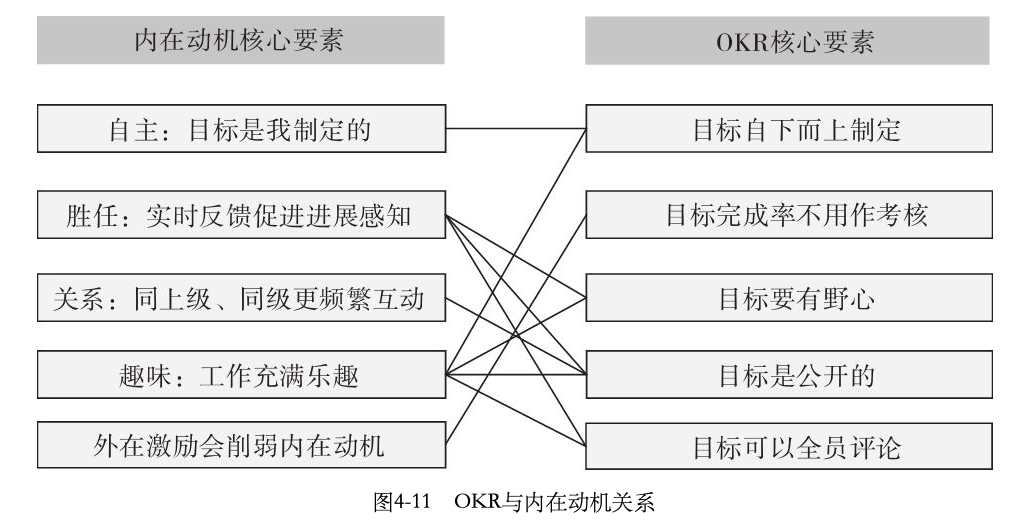 内在动机核心要素
OKR核心要素
自主：目标是我制定的
目标自下而上制定
胜任：实时反馈促进进展感知
目标完成率不用作考核
关系：同上级、同级更频繁互动
目标要有野心
趣味：工作充满乐趣
目标是公开的
外在激励会削弱内在动机
目标可以全员评论
图4-11 OKR与内在动机关系